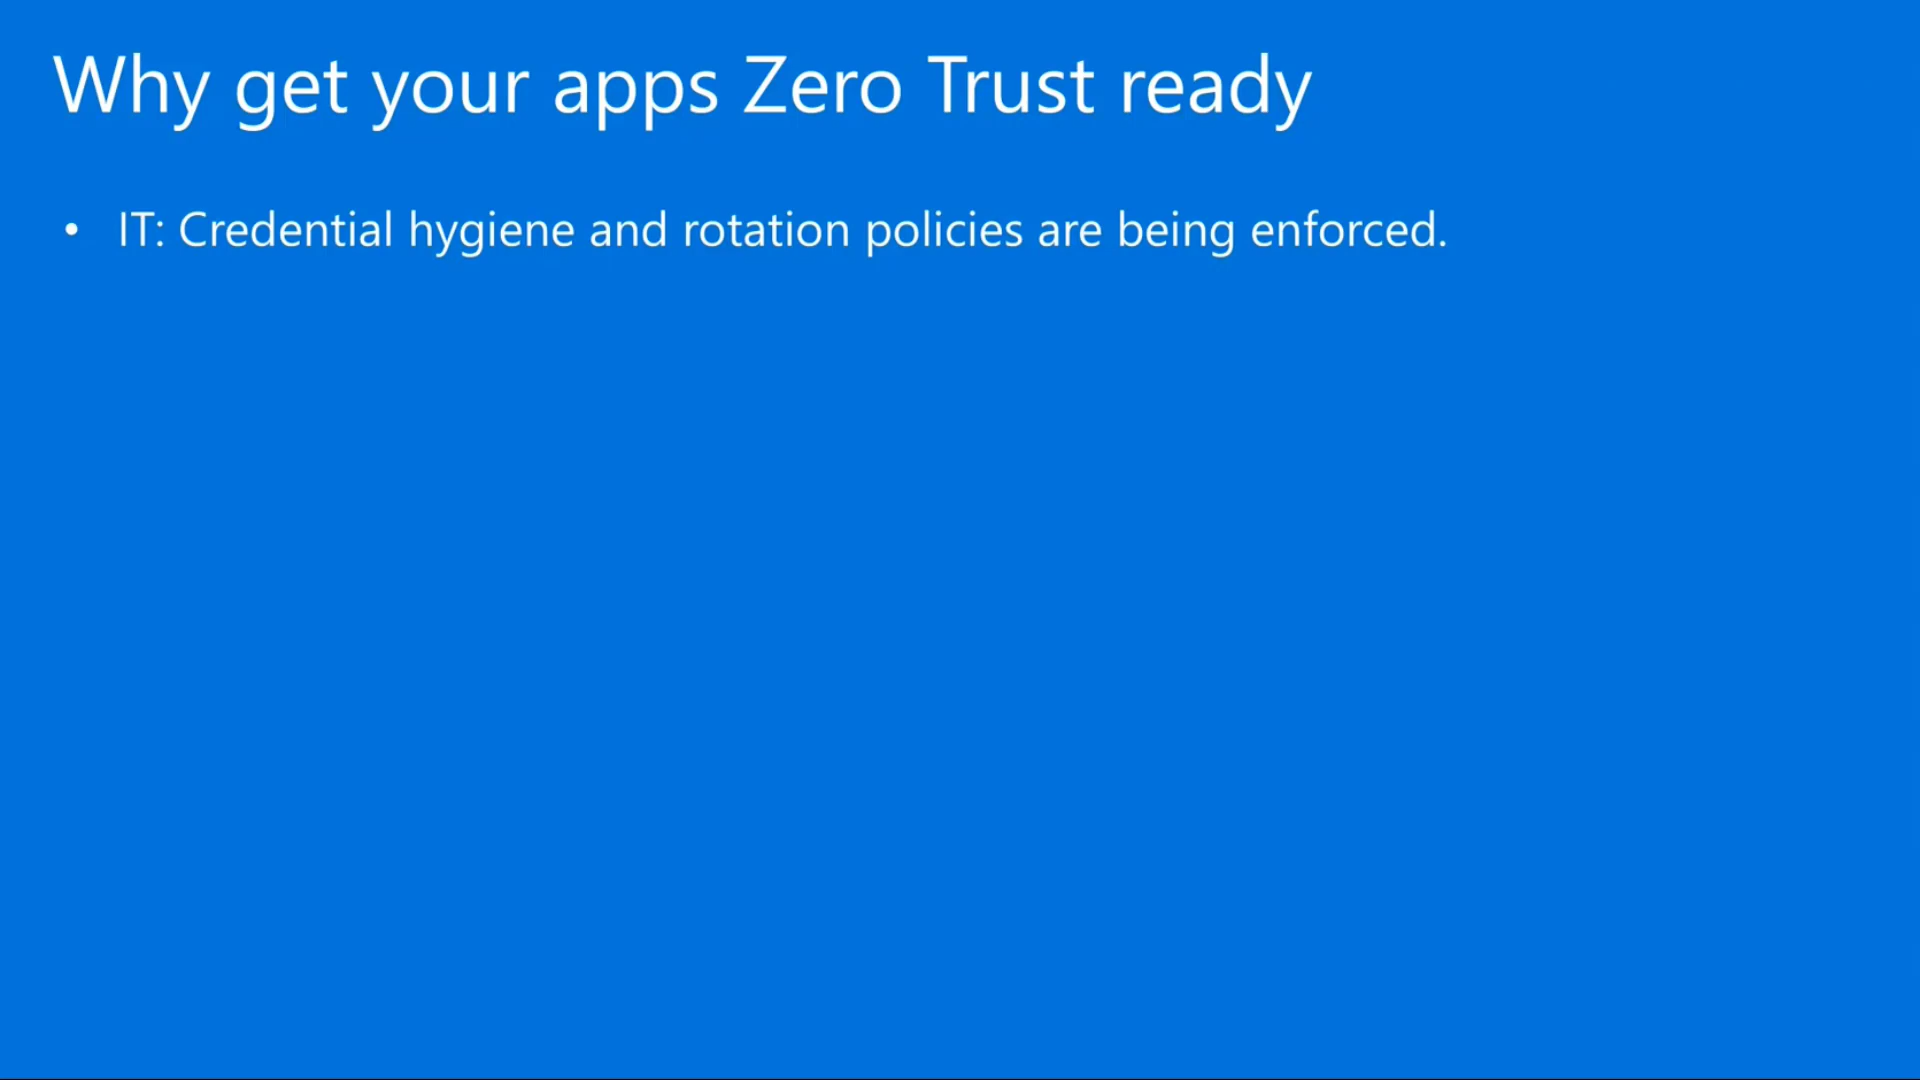 Why get your apps Zero Trust ready
• IT: Credential hygiene and rotation policies are being enforced.